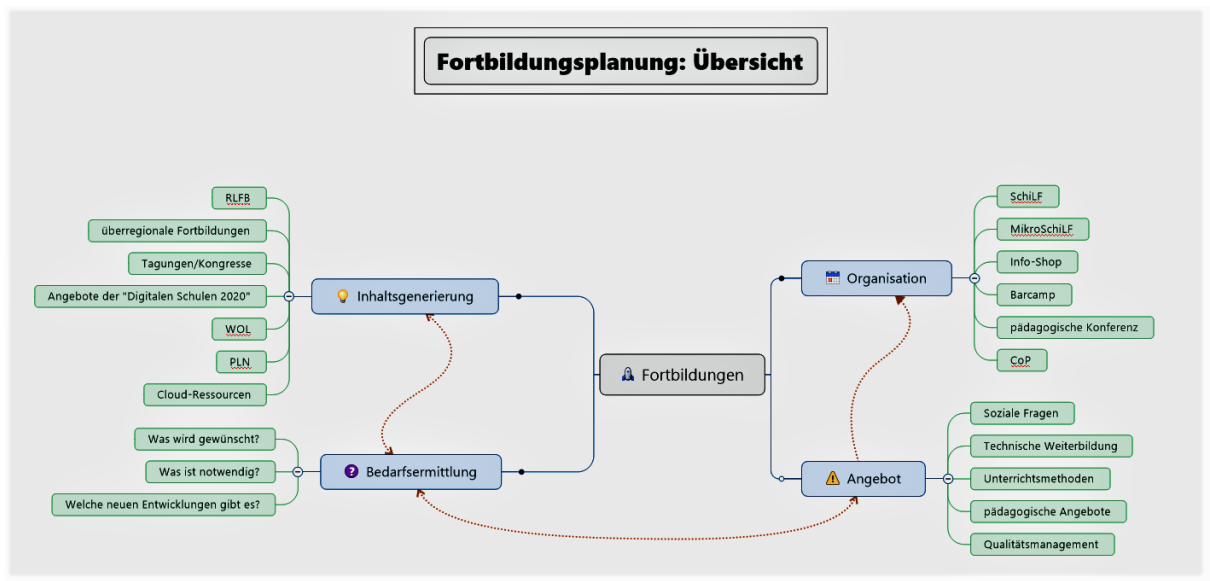 Fortbildungsplanung: Übersicht
RLFB
überregionale Fortbildungen
Tagungen/Kongresse
Angebote der "Digitalen Schulen 2020"
WOL
PLN
Cloud-Ressourcen
Inhaltsgenerierung
Was wird gewünscht?
Was ist notwendig?
Welche neuen Entwicklungen gibt es?
Bedarfsermittlung
Fortbildungen
Organisation
SchiLF
MikroSchiLF
Info-Shop
Barcamp
pädagogische Konferenz
CoP
Angebot
Soziale Fragen
Technische Weiterbildung
Unterrichtsmethoden
pädagogische Angebote
Qualitätsmanagement